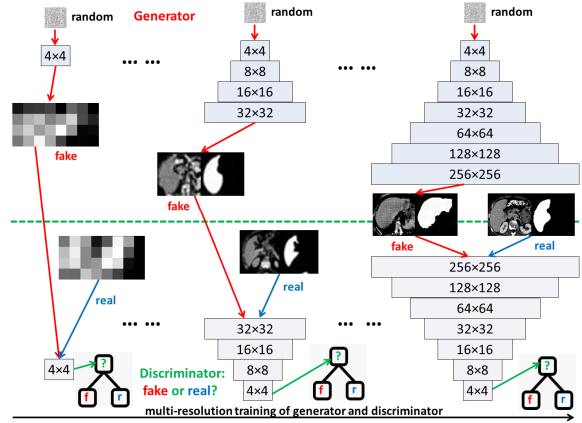 random
Generator
random
random
4×4
... ...
4×4
8×8
16×16
32×32
... ...
4×4
8×8
16×16
32×32
64×64
128×128
256×256
fake
fake
fake
real
real
real
256×256
128×128
64×64
32×32
16×16
8×8
4×4
... ...
32×32
16×16
8×8
4×4
... ...
4×4
?
f
r
Discriminator:
fake or real?
?
f
r
?
f
r
multi-resolution training of generator and discriminator